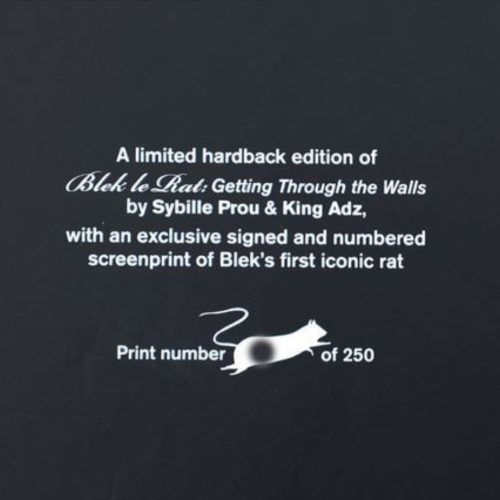 A limited hardback edition of
Blek le Rat: Getting Through the Walls
by Sybille Prou & King Adz,
with an exclusive signed and numbered
screenprint of Blek's first iconic rat
Print number of 250